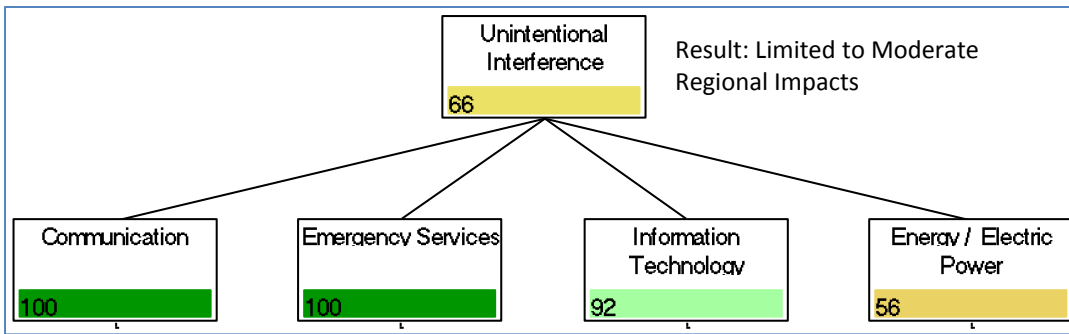 Unintentional
Interference
66
Result: Limited to Moderate
Regional Impacts
Communication
100
Emergency Services
100
Information
Technology
92
Energy / Electric
Power
56